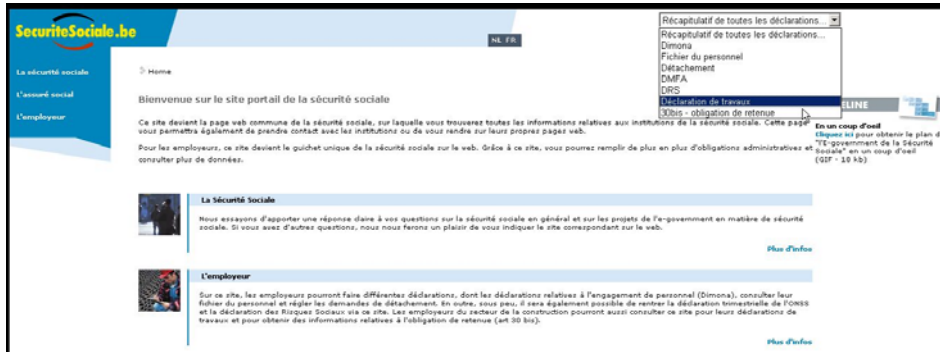 SecuriteSociale.be
NL FR
Récapitulatif de toutes les déclarations...
Récapitulatif de toutes les déclarations...
Dimona
Fichier du personnel
Détachement
DMFA
DRS
Déclaration de travaux
30bis - obligation de retenue
La sécurité sociale
L'assuré social
L'employeur
Home
Bienvenue sur le site portail de la sécurité sociale
Ce site devient la page web commune de la sécurité sociale, sur laquelle vous trouverez toutes les informations relatives aux institutions de la sécurité sociale. Cette page
vous permettra également de prendre contact avec les institutions ou de vous rendre sur leurs propres pages web.
Pour les employeurs, ce site devient le guichet unique de la sécurité sociale sur le web. Grâce à ce site, vous pourrez remplir de plus en plus d'obligations administratives et
consulter plus de données.
ELINE
En un coup d'oeil
Cliquez ici pour obtenir le plan d
"l'E-government de la Sécurité
Sociale" en un coup d'oeil
(GIF - 10 kb)
La Sécurité Sociale
Nous essayons d'apporter une réponse claire à vos questions sur la sécurité sociale en général et sur les projets de l'e-government en matière de sécurité
sociale. Si vous avez d'autres questions, nous nous ferons un plaisir de vous indiquer le site correspondant sur le web.
Plus d'infos
L'employeur
Sur ce site, les employeurs pourront faire différentes déclarations, dont les déclarations relatives à l'engagement de personnel (Dimona), consulter leur
fichier du personnel et régler les demandes de détachement. En outre, sous peu, il sera également possible de rentrer la déclaration trimestrielle de l'ONSS
et la déclaration des Risques Sociaux via ce site. Les employeurs du secteur de la construction pourront aussi consulter ce site pour leurs déclarations de
travaux et pour obtenir des informations relatives à l'obligation de retenue (art 30 bis).
Plus d'infos